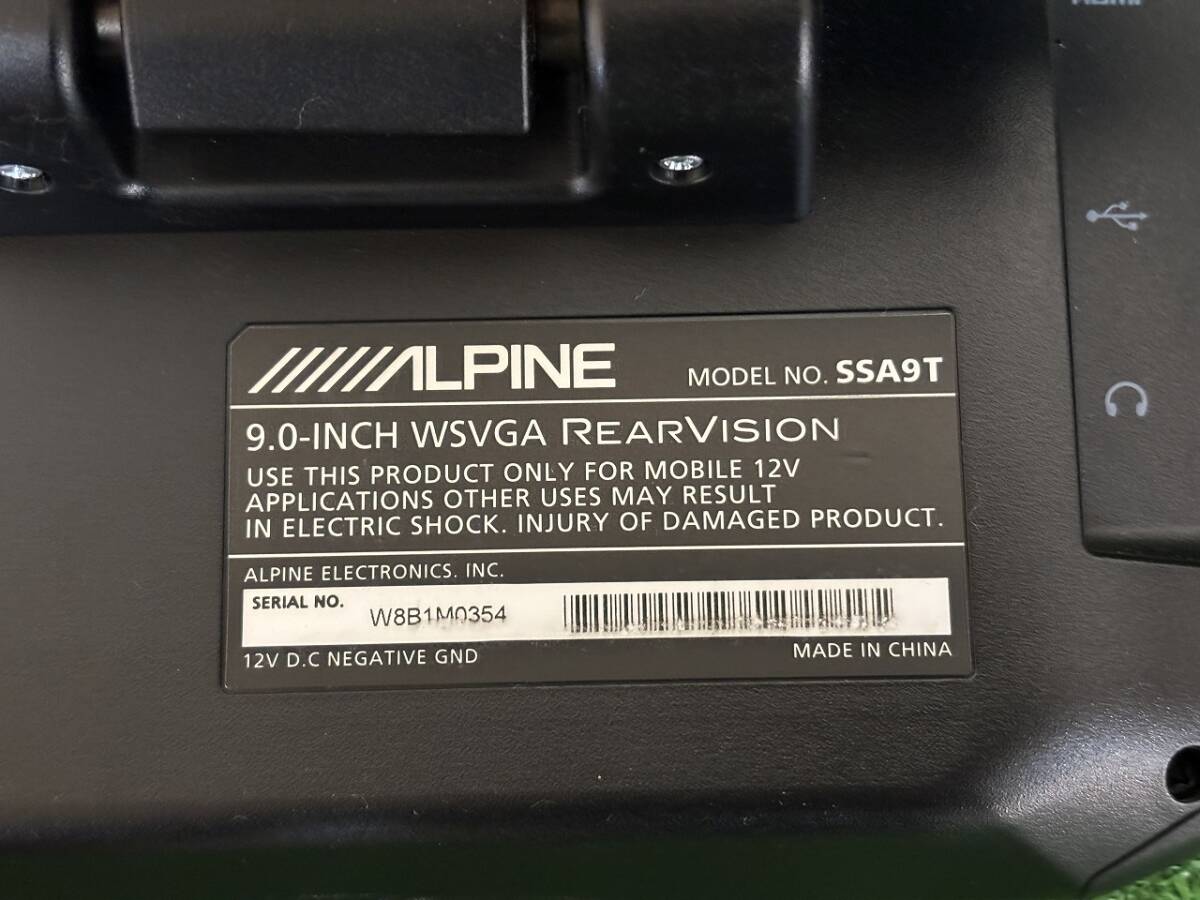 HDMI
ALPINE
MODEL NO. SSA9T
9.0-INCH WSVGA REARVISION
USE THIS PRODUCT ONLY FOR MOBILE 12V
APPLICATIONS OTHER USES MAY RESULT
IN ELECTRIC SHOCK. INJURY OF DAMAGED PRODUCT.
ALPINE ELECTRONICS. INC.
SERIAL NO. W8B1M0354
12V D.C NEGATIVE GND
MADE IN CHINA